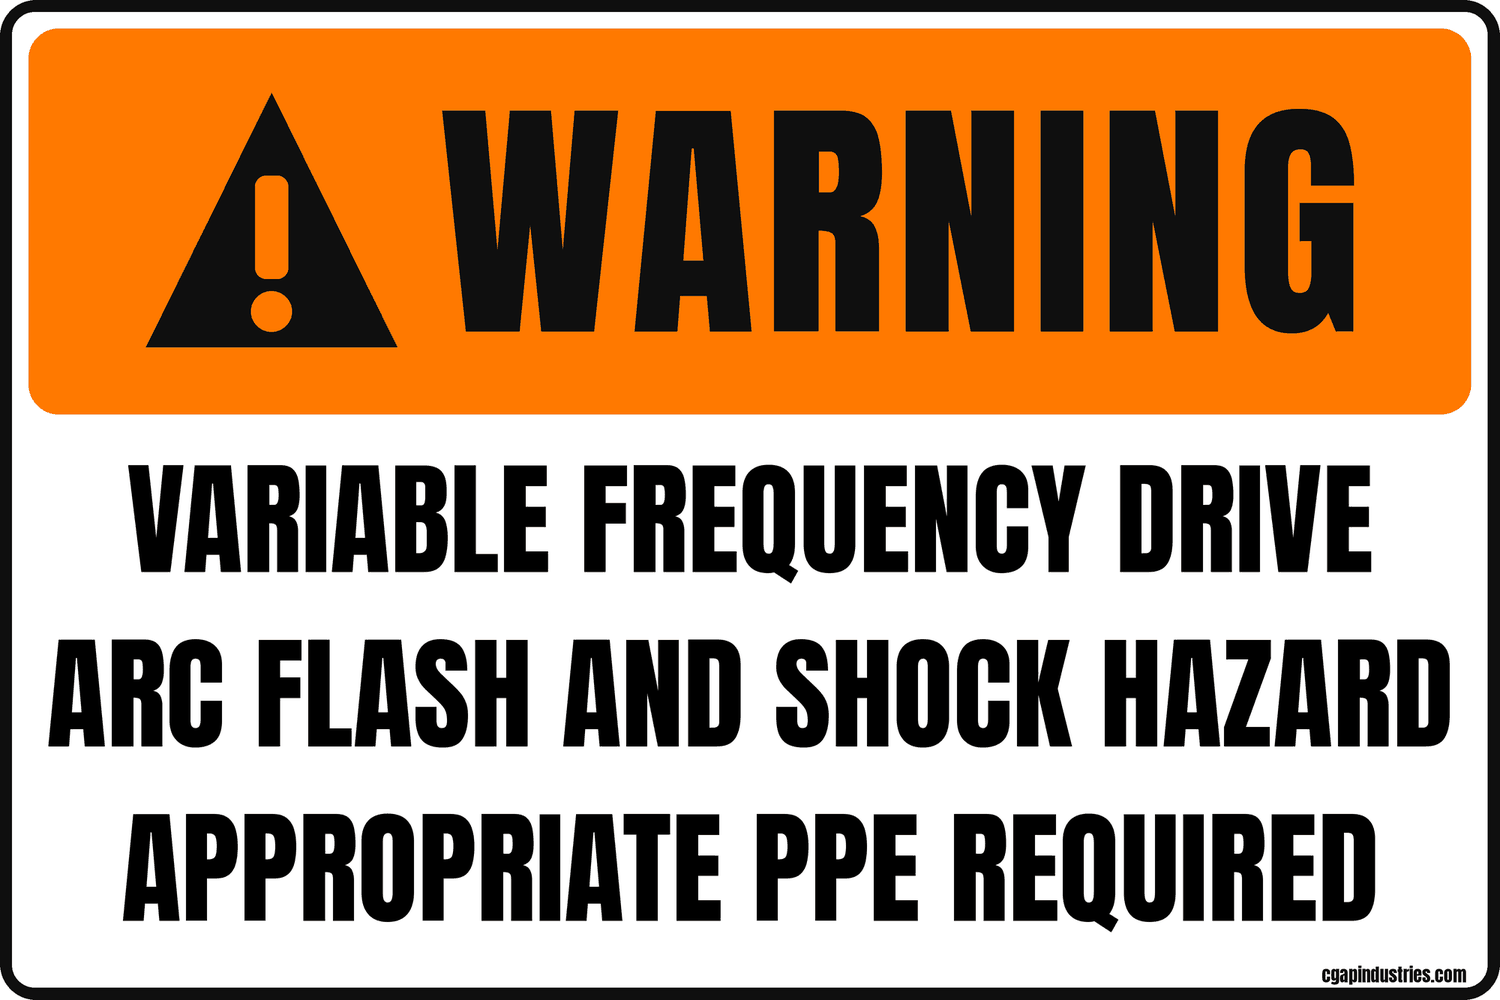 WARNING
VARIABLE FREQUENCY DRIVE
ARC FLASH AND SHOCK HAZARD
APPROPRIATE PPE REQUIRED
cgapindustries.com